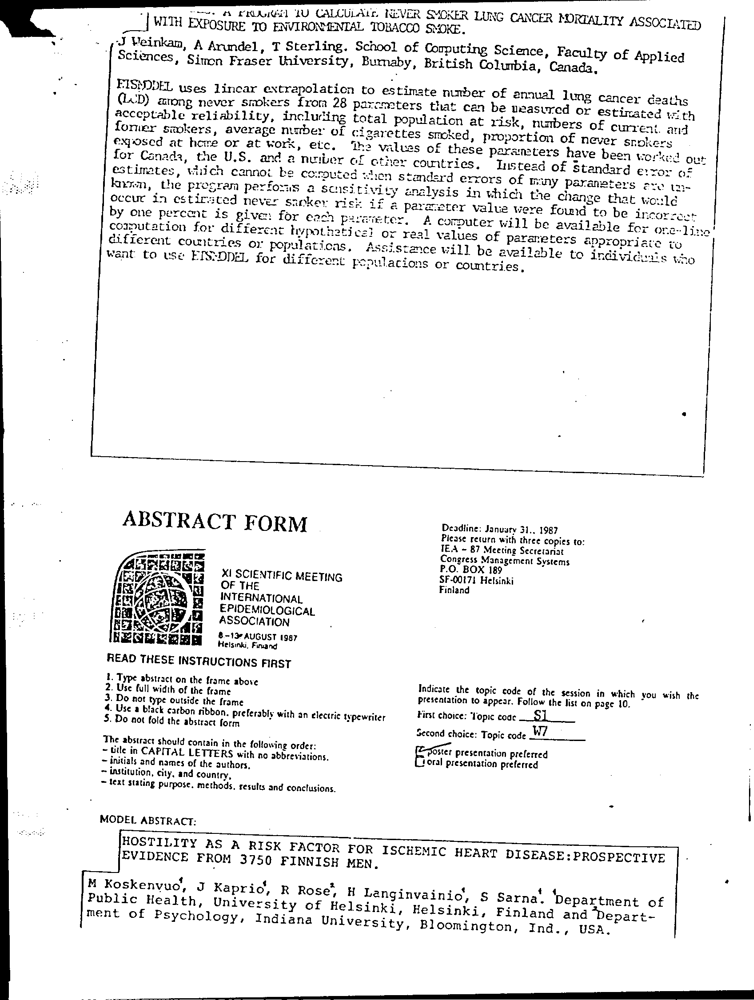 A PROGRAM TO CALCULATE NEVER SMOKER LUNG CANCER MORTALITY ASSOCIATED
WITH EXPOSURE TO ENVIRONMENTAL TOBACCO SMOKE.
J Weinkam, A Arundel, T Sterling. School of Computing Science, Faculty of Applied
Sciences, Simon Fraser University, Burnaby, British Columbia, Canada.
ETSMODEL uses linear extrapolation to estimate number of annual lung cancer deaths
(LCD) among never smokers from 28 parameters that can be measured or estimated with
acceptable reliability, including total population at risk, numbers of current and
former smokers, average number of cigarettes smoked, proportion of never smokers
exposed at home or at work, etc. The values of these parameters have been worked out
for Canada, the U.S. and a number of other countries. Instead of standard error of
estimates, which cannot be computed when standard errors of many parameters are un-
known, the program performs a sensitivity analysis in which the change that would
occur in estimated never smoker risk if a parameter value were found to be incorrect
by one percent is given for each parameter. A computer will be available for one-line
computation for different hypothetical or real values of parameters appropriate to
different countries or populations. Assistance will be available to individuals who
want to use ETSMODEL for different populations or countries.
ABSTRACT FORM
Deadline: January 31., 1987
Please return with three copies to:
IEA - 87 Meeting Secretariat
Congress Management Systems
P.O. BOX 189
SF-00171 Helsinki
Finland
XI SCIENTIFIC MEETING
OF THE
INTERNATIONAL
EPIDEMIOLOGICAL
ASSOCIATION
8-13 AUGUST 1987
Helsinki, Finland
READ THESE INSTRUCTIONS FIRST
1. Type abstract on the frame above
2. Use full width of the frame
3. Do not type outside the frame
4. Use a black carbon ribbon, preferably with an electric typewriter
5. Do not fold the abstract form
The abstract should contain in the following order:
- title in CAPITAL LETTERS with no abbreviations.
- initials and names of the authors.
- institution, city, and country,
- text stating purpose, methods, results and conclusions.
Indicate the topic code of the session in which you wish the
presentation to appear. Follow the list on page 10.
First choice: Topic code S1
Second choice: Topic code W7
poster presentation preferred
oral presentation preferred
MODEL ABSTRACT:
HOSTILITY AS A RISK FACTOR FOR ISCHEMIC HEART DISEASE:PROSPECTIVE
EVIDENCE FROM 3750 FINNISH MEN.
M Koskenvuo¹, J Kaprio¹, R Rose², H Langinvainio¹, S Sarna¹. ¹Department of
Public Health, University of Helsinki, Helsinki, Finland and ²Depart-
ment of Psychology, Indiana University, Bloomington, Ind., USA.